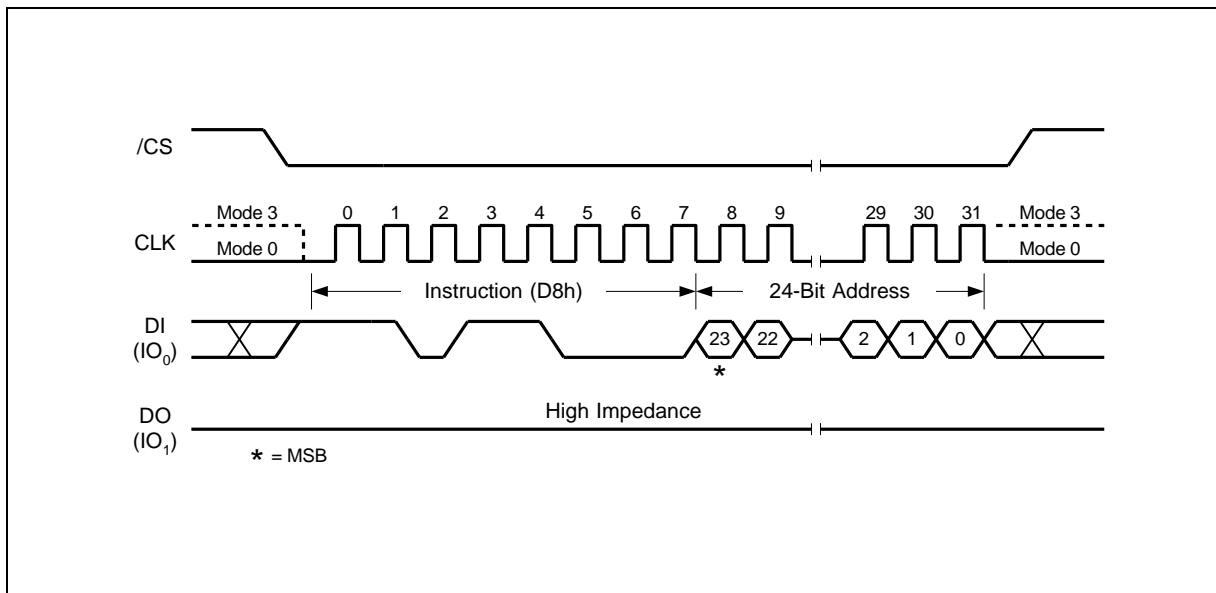 /CS
Mode 3 0 1 2 3 4 5 6 7 8 9 29 30 31 Mode 3
CLK
Mode 0 Mode 0
Instruction (D8h) 24-Bit Address
DI
(IO₀)
23 22 2 1 0
*
High Impedance
DO
(IO₁)
* = MSB